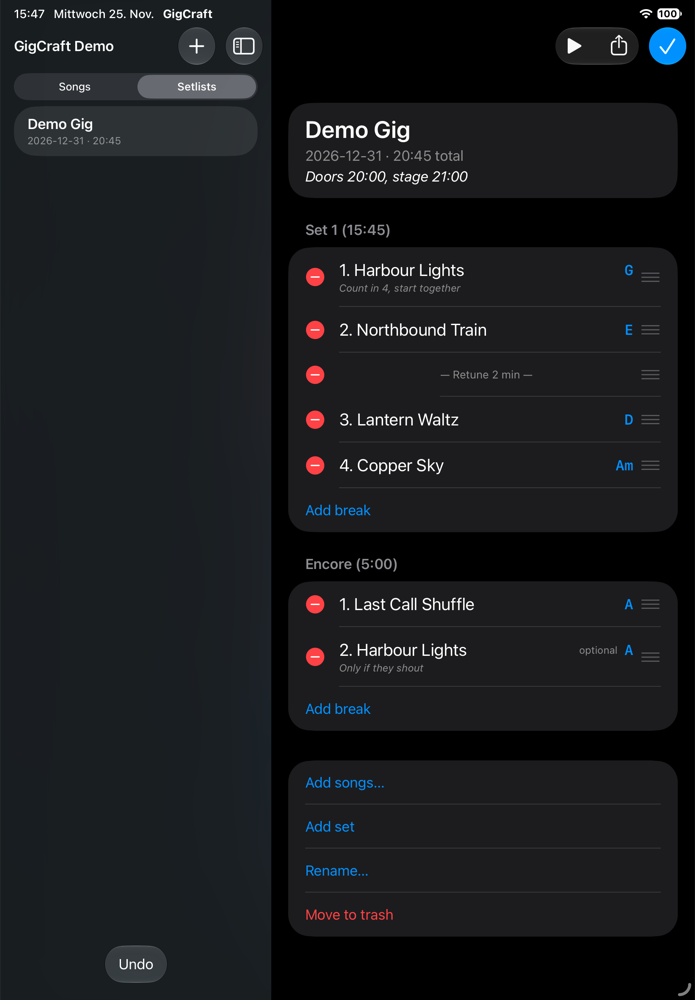 15:47 Mittwoch 25. Nov. GigCraft
100
GigCraft Demo
Songs
Setlists
Demo Gig
2026-12-31 · 20:45
Undo
Demo Gig
2026-12-31 · 20:45 total
Doors 20:00, stage 21:00
Set 1 (15:45)
1. Harbour Lights G
Count in 4, start together
2. Northbound Train E
— Retune 2 min —
3. Lantern Waltz D
4. Copper Sky Am
Add break
Encore (5:00)
1. Last Call Shuffle A
2. Harbour Lights optional A
Only if they shout
Add break
Add songs...
Add set
Rename...
Move to trash